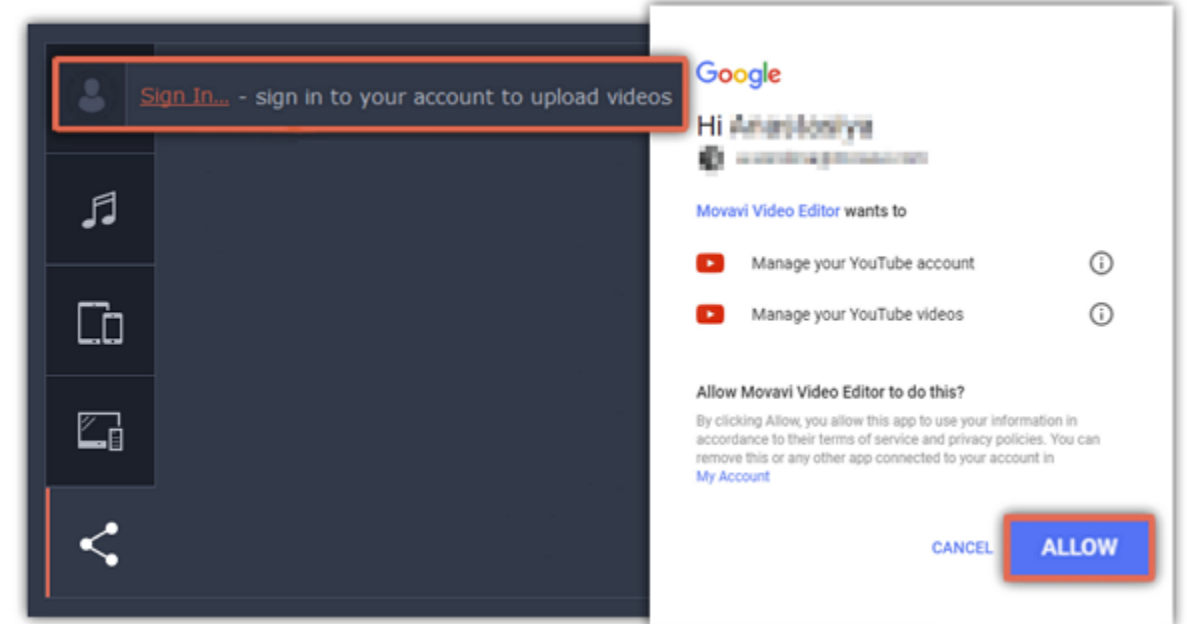 Sign In... - sign in to your account to upload videos
Google
Hi
Movavi Video Editor wants to
Manage your YouTube account
Manage your YouTube videos
Allow Movavi Video Editor to do this?
By clicking Allow, you allow this app to use your information in
accordance to their terms of service and privacy policies. You can
remove this or any other app connected to your account in
My Account
CANCEL
ALLOW